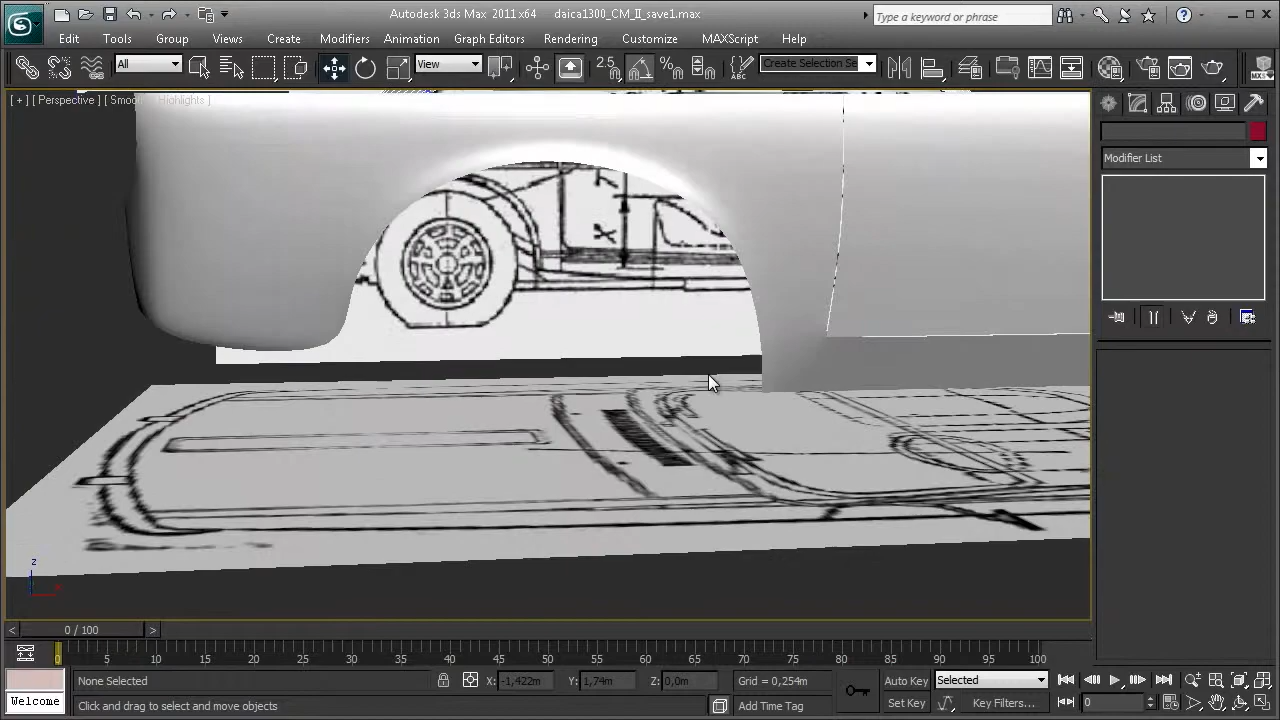 Autodesk 3ds Max 2011 x64 daica1300_CM_II_save1.max
Type a keyword or phrase
Edit Tools Group Views Create Modifiers Animation Graph Editors Rendering Customize MAXScript Help
All View 2.5 Create Selection Se
[ + ] [ Perspective ] [ Smoo Highlights ]
Modifier List
X
z
x
0 / 100
0 5 10 15 20 25 30 35 40 45 50 55 60 65 70 75 80 85 90 95 100
None Selected X: -1,422m Y: 1,74m Z: 0,0m Grid = 0,254m Auto Key Selected
Welcome Click and drag to select and move objects Add Time Tag Set Key Key Filters... 0